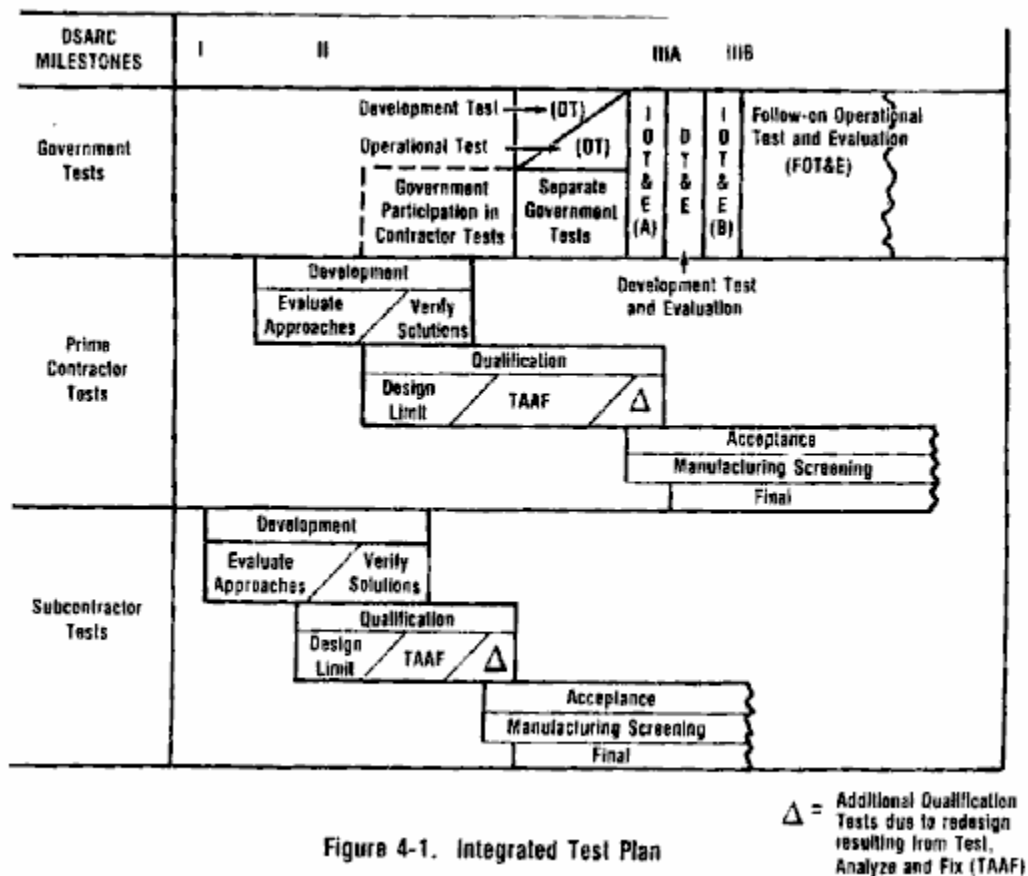 DSARC
MILESTONES
I
II
IIIA
IIIB
Government
Tests
Development Test
(DT)
Operational Test
(OT)
Government
Participation in
Contractor Tests
Separate
Government
Tests
IOT&E
(A)
DT&E
IOT&E
(B)
Follow-on Operational
Test and Evaluation
(FOT&E)
Development Test
and Evaluation
Prime
Contractor
Tests
Development
Evaluate
Approaches
Verify
Solutions
Qualification
Design
Limit
TAAF
Δ
Acceptance
Manufacturing Screening
Final
Subcontractor
Tests
Development
Evaluate
Approaches
Verify
Solutions
Qualification
Design
Limit
TAAF
Δ
Acceptance
Manufacturing Screening
Final
Δ = Additional Qualification
Tests due to redesign
resulting from Test,
Analyze and Fix (TAAF)
Figure 4-1. Integrated Test Plan